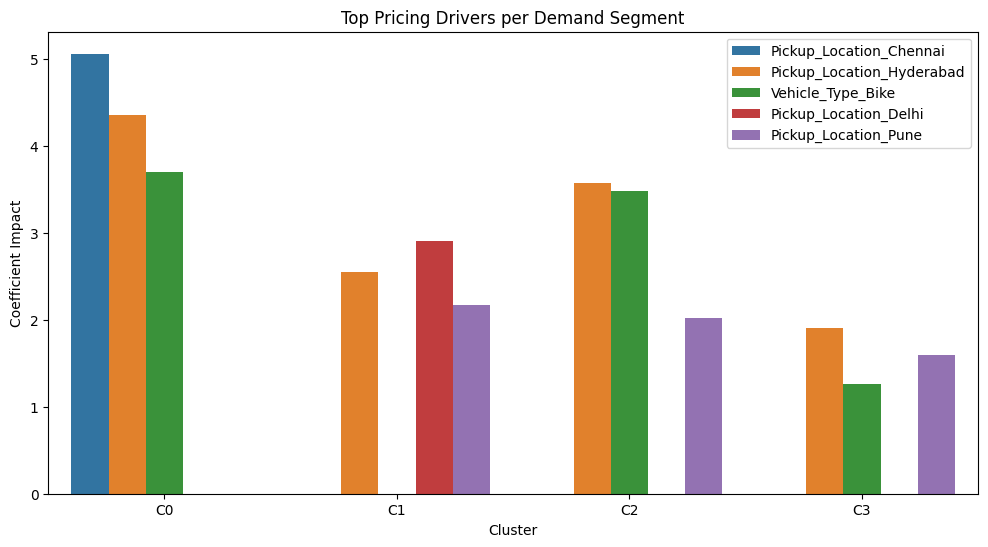 Top Pricing Drivers per Demand Segment
Pickup_Location_Chennai
Pickup_Location_Hyderabad
Vehicle_Type_Bike
Pickup_Location_Delhi
Pickup_Location_Pune
Coefficient Impact
5
4
3
2
1
0
C0
C1
C2
C3
Cluster